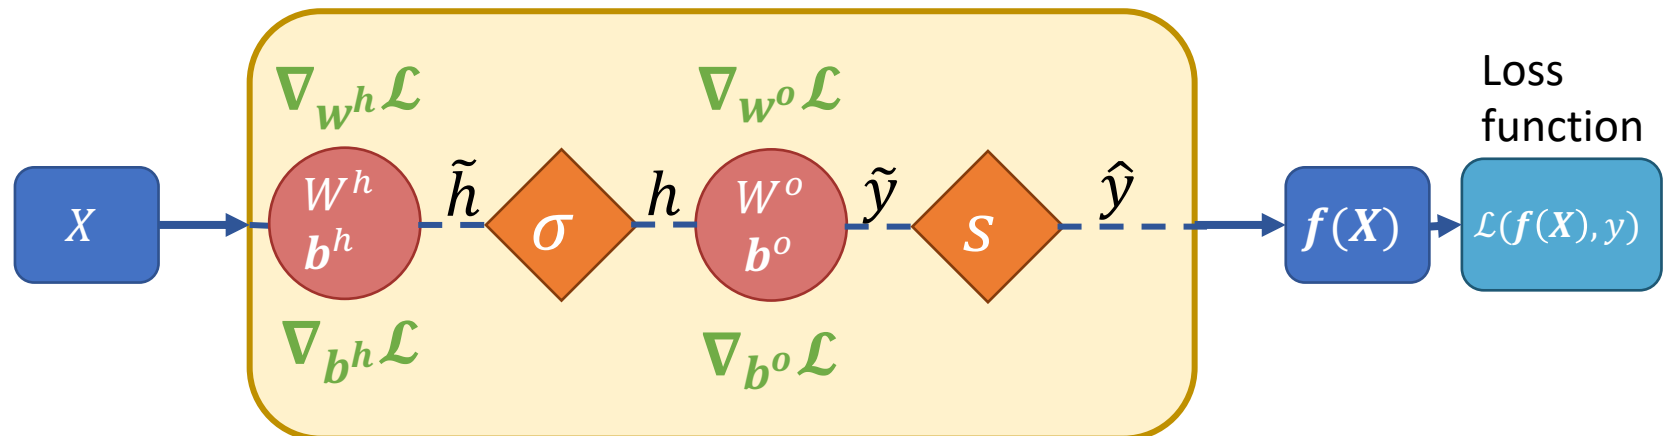 ∇_{w^h} ℒ
∇_{w^o} ℒ
Loss
function
X
W^h
b^h
h̃
σ
h
W^o
b^o
ỹ
s
ŷ
f(X)
ℒ(f(X), y)
∇_{b^h} ℒ
∇_{b^o} ℒ